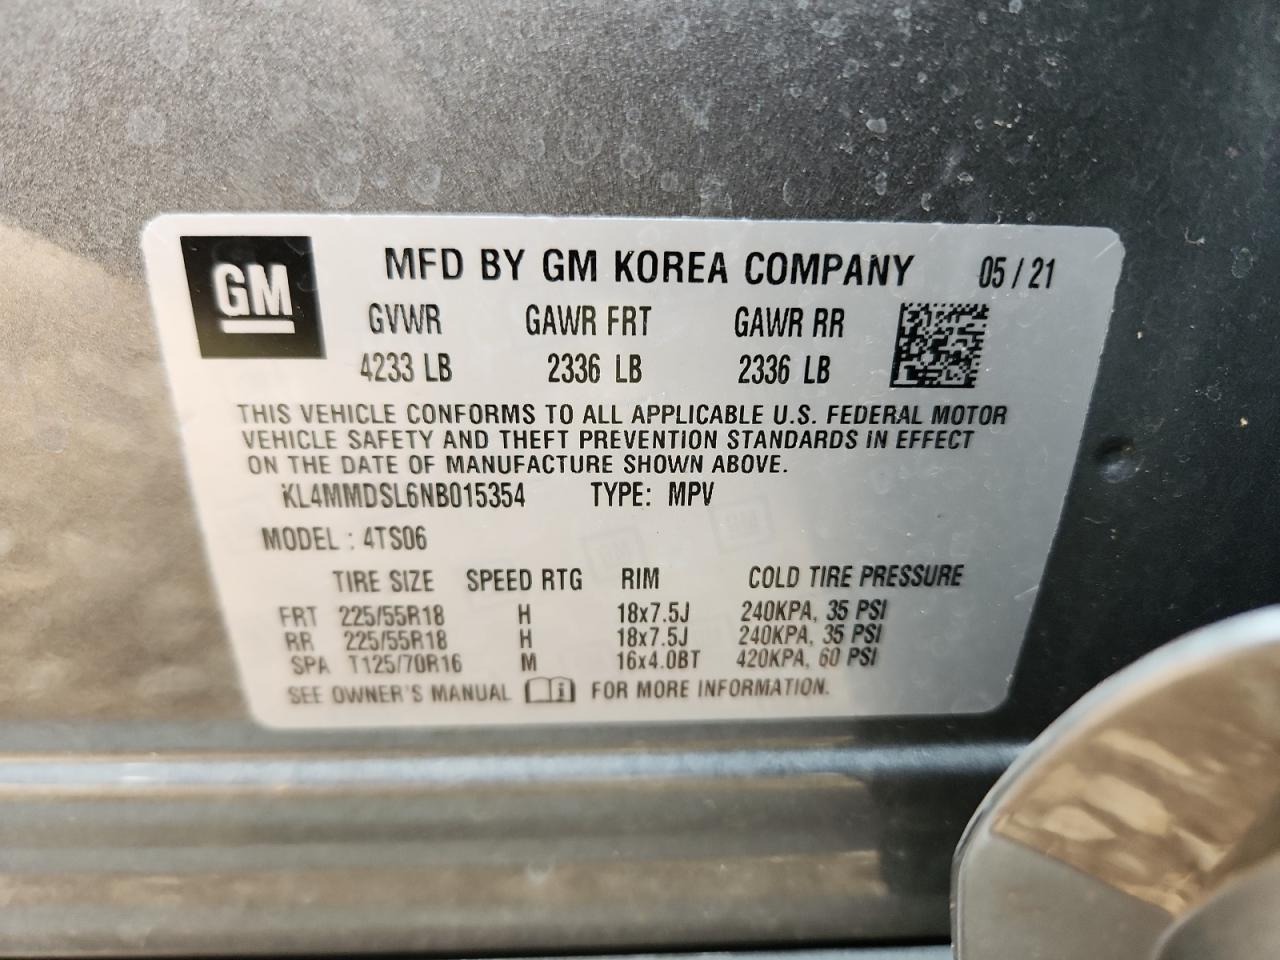 GM
MFD BY GM KOREA COMPANY 05/21
GVWR GAWR FRT GAWR RR
4233 LB 2336 LB 2336 LB
THIS VEHICLE CONFORMS TO ALL APPLICABLE U.S. FEDERAL MOTOR
VEHICLE SAFETY AND THEFT PREVENTION STANDARDS IN EFFECT
ON THE DATE OF MANUFACTURE SHOWN ABOVE.
KL4MMDSL6NB015354 TYPE: MPV
MODEL : 4TS06
TIRE SIZE SPEED RTG RIM COLD TIRE PRESSURE
FRT 225/55R18 H 18x7.5J 240KPA, 35 PSI
RR 225/55R18 H 18x7.5J 240KPA, 35 PSI
SPA T125/70R16 M 16x4.0BT 420KPA, 60 PSI
SEE OWNER'S MANUAL i FOR MORE INFORMATION.